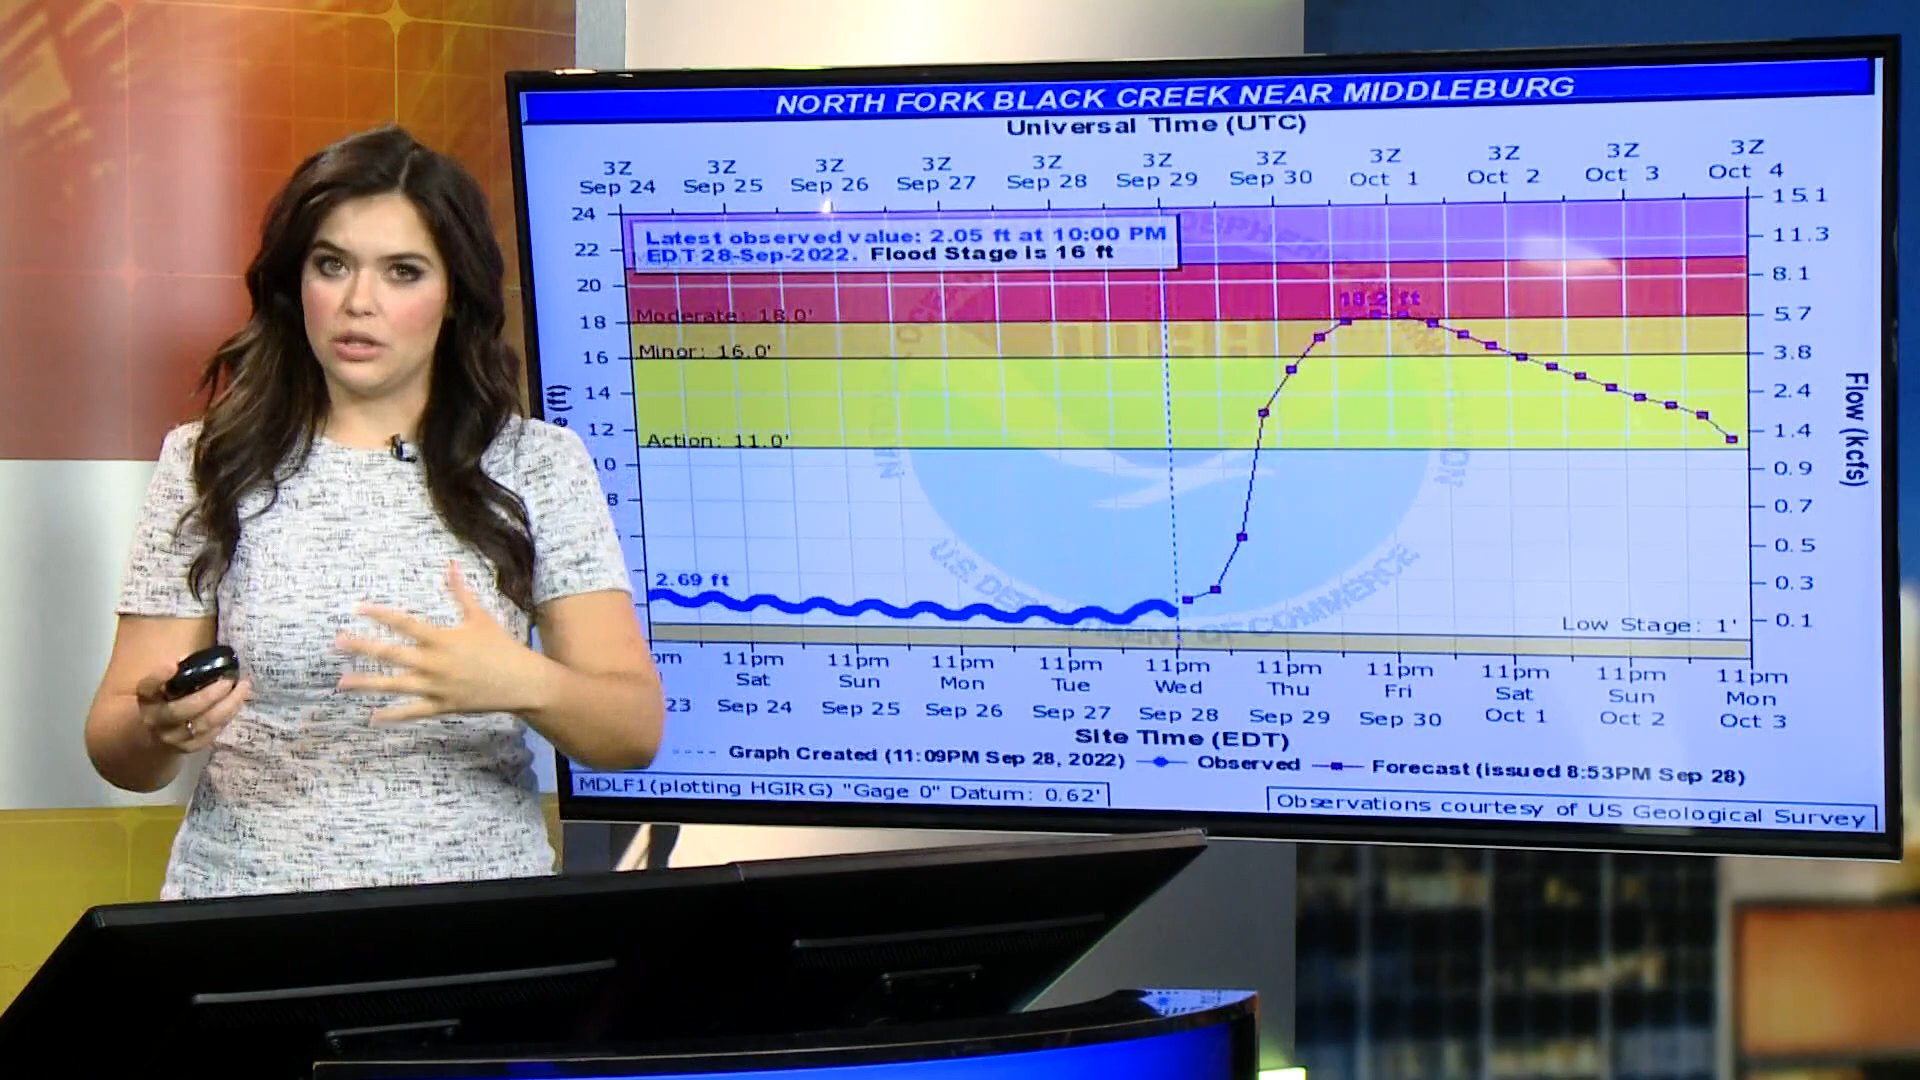 NORTH FORK BLACK CREEK NEAR MIDDLEBURG
Universal Time (UTC)
3Z 3Z 3Z 3Z 3Z 3Z 3Z 3Z 3Z 3Z 3Z
Sep 24 Sep 25 Sep 26 Sep 27 Sep 28 Sep 29 Sep 30 Oct 1 Oct 2 Oct 3 Oct 4
24 15.1
Latest observed value: 2.05 ft at 10:00 PM
EDT 28-Sep-2022. Flood Stage is 16 ft
22 11.3
20 8.1
18.2 ft
Moderate: 18.0'
18 5.7
Minor: 16.0'
16 3.8
14 2.4
12 1.4
Action: 11.0'
0.9
8 0.7
0.5
2.69 ft
0.3
Low Stage: 1'
0.1
(ft)
Flow (kcfs)
U.S. DEPARTMENT OF COMMERCE
11pm 11pm 11pm 11pm 11pm 11pm 11pm 11pm 11pm 11pm
Sat Sun Mon Tue Wed Thu Fri Sat Sun Mon
23 Sep 24 Sep 25 Sep 26 Sep 27 Sep 28 Sep 29 Sep 30 Oct 1 Oct 2 Oct 3
Site Time (EDT)
---- Graph Created (11:09PM Sep 28, 2022) Observed Forecast (issued 8:53PM Sep 28)
MDLF1(plotting HGIRG) "Gage 0" Datum: 0.62'
Observations courtesy of US Geological Survey